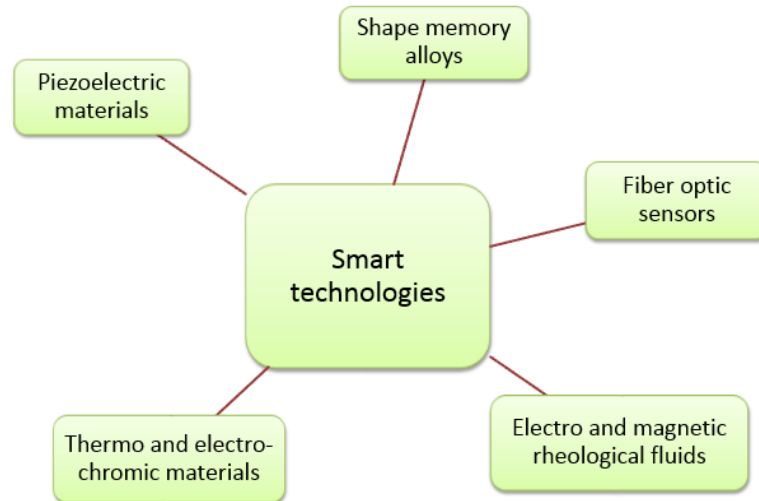 Shape memory
alloys
Piezoelectric
materials
Fiber optic
sensors
Smart
technologies
Thermo and electro-
chromic materials
Electro and magnetic
rheological fluids